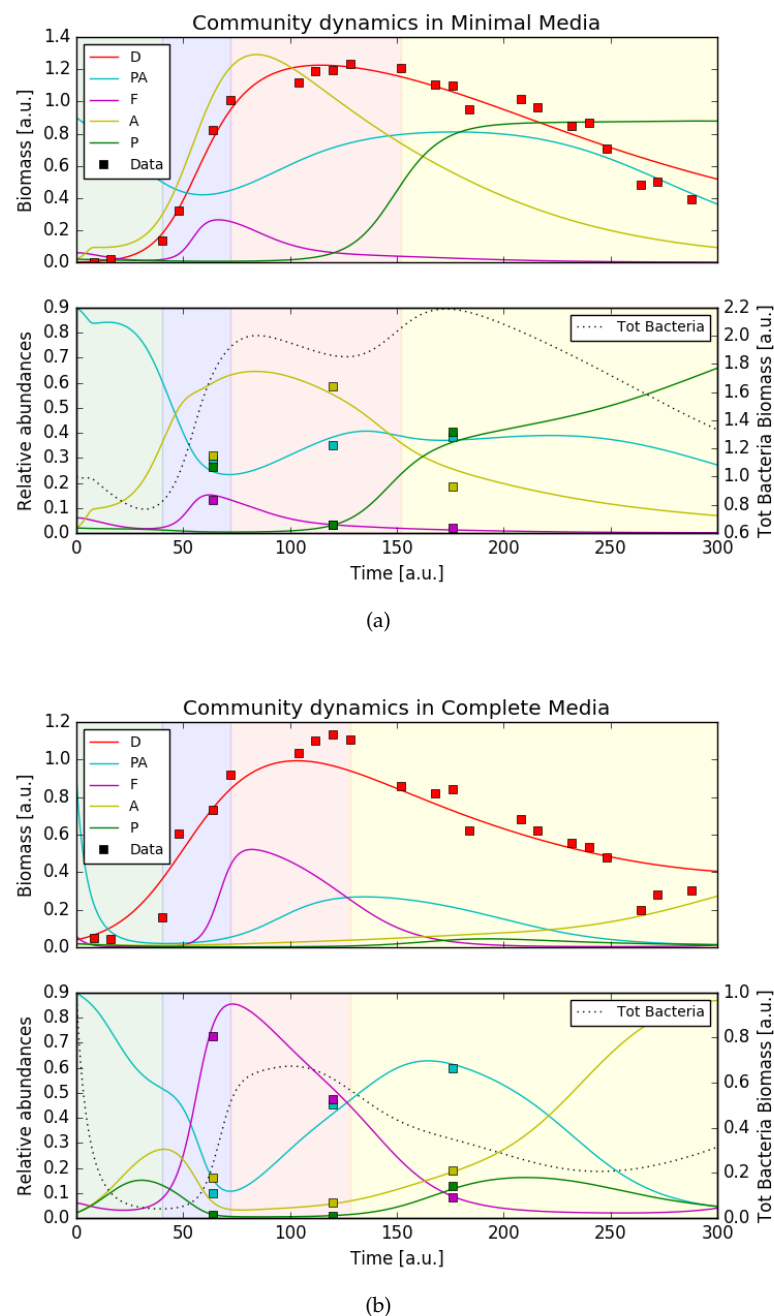 Community dynamics in Minimal Media
Biomass [a.u.]
1.4
1.2
1.0
0.8
0.6
0.4
0.2
0.0
D
PA
F
A
P
Data
Relative abundances
0.9
0.8
0.7
0.6
0.5
0.4
0.3
0.2
0.1
0.0
Tot Bacteria
2.2
2.0
1.8
1.6
1.4
1.2
1.0
0.8
0.6
Tot Bacteria Biomass [a.u.]
0 50 100 150 200 250 300
Time [a.u.]
(a)
Community dynamics in Complete Media
Biomass [a.u.]
1.2
1.0
0.8
0.6
0.4
0.2
0.0
D
PA
F
A
P
Data
Relative abundances
0.9
0.8
0.7
0.6
0.5
0.4
0.3
0.2
0.1
0.0
Tot Bacteria
1.0
0.8
0.6
0.4
0.2
0.0
Tot Bacteria Biomass [a.u.]
0 50 100 150 200 250 300
Time [a.u.]
(b)